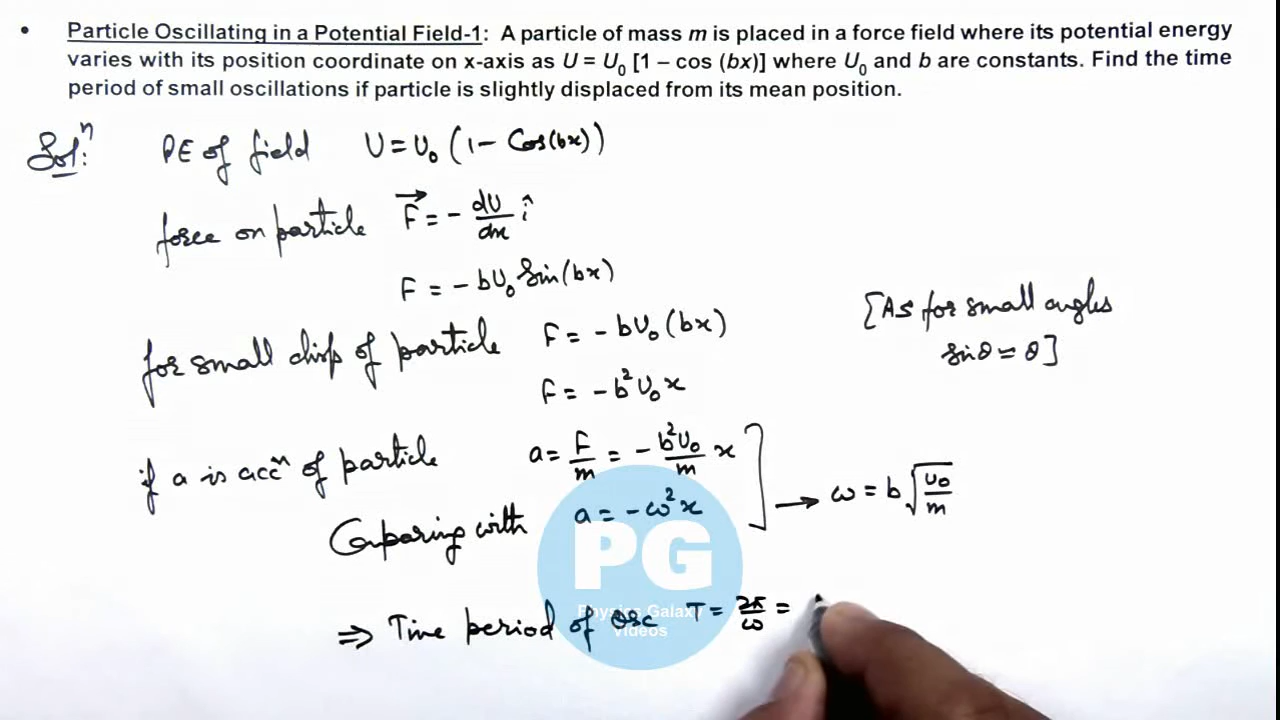 • Particle Oscillating in a Potential Field-1: A particle of mass m is placed in a force field where its potential energy
varies with its position coordinate on x-axis as U = U₀ [1 – cos (bx)] where U₀ and b are constants. Find the time
period of small oscillations if particle is slightly displaced from its mean position.
Solⁿ: PE of field U = U₀ (1 - Cos(bx))
force on particle F⃗ = - dU/dx î
F = - bU₀ Sin(bx)
for small disp of particle F = - bU₀(bx) [As for small angles
sinθ = θ]
F = - b²U₀x
if a is accⁿ of particle a = F/m = - b²U₀/m x
Comparing with a = -ω²x → ω = b√(U₀/m)
PG
Physics Galaxy
Videos
⇒ Time period of osc T = 2π/ω =